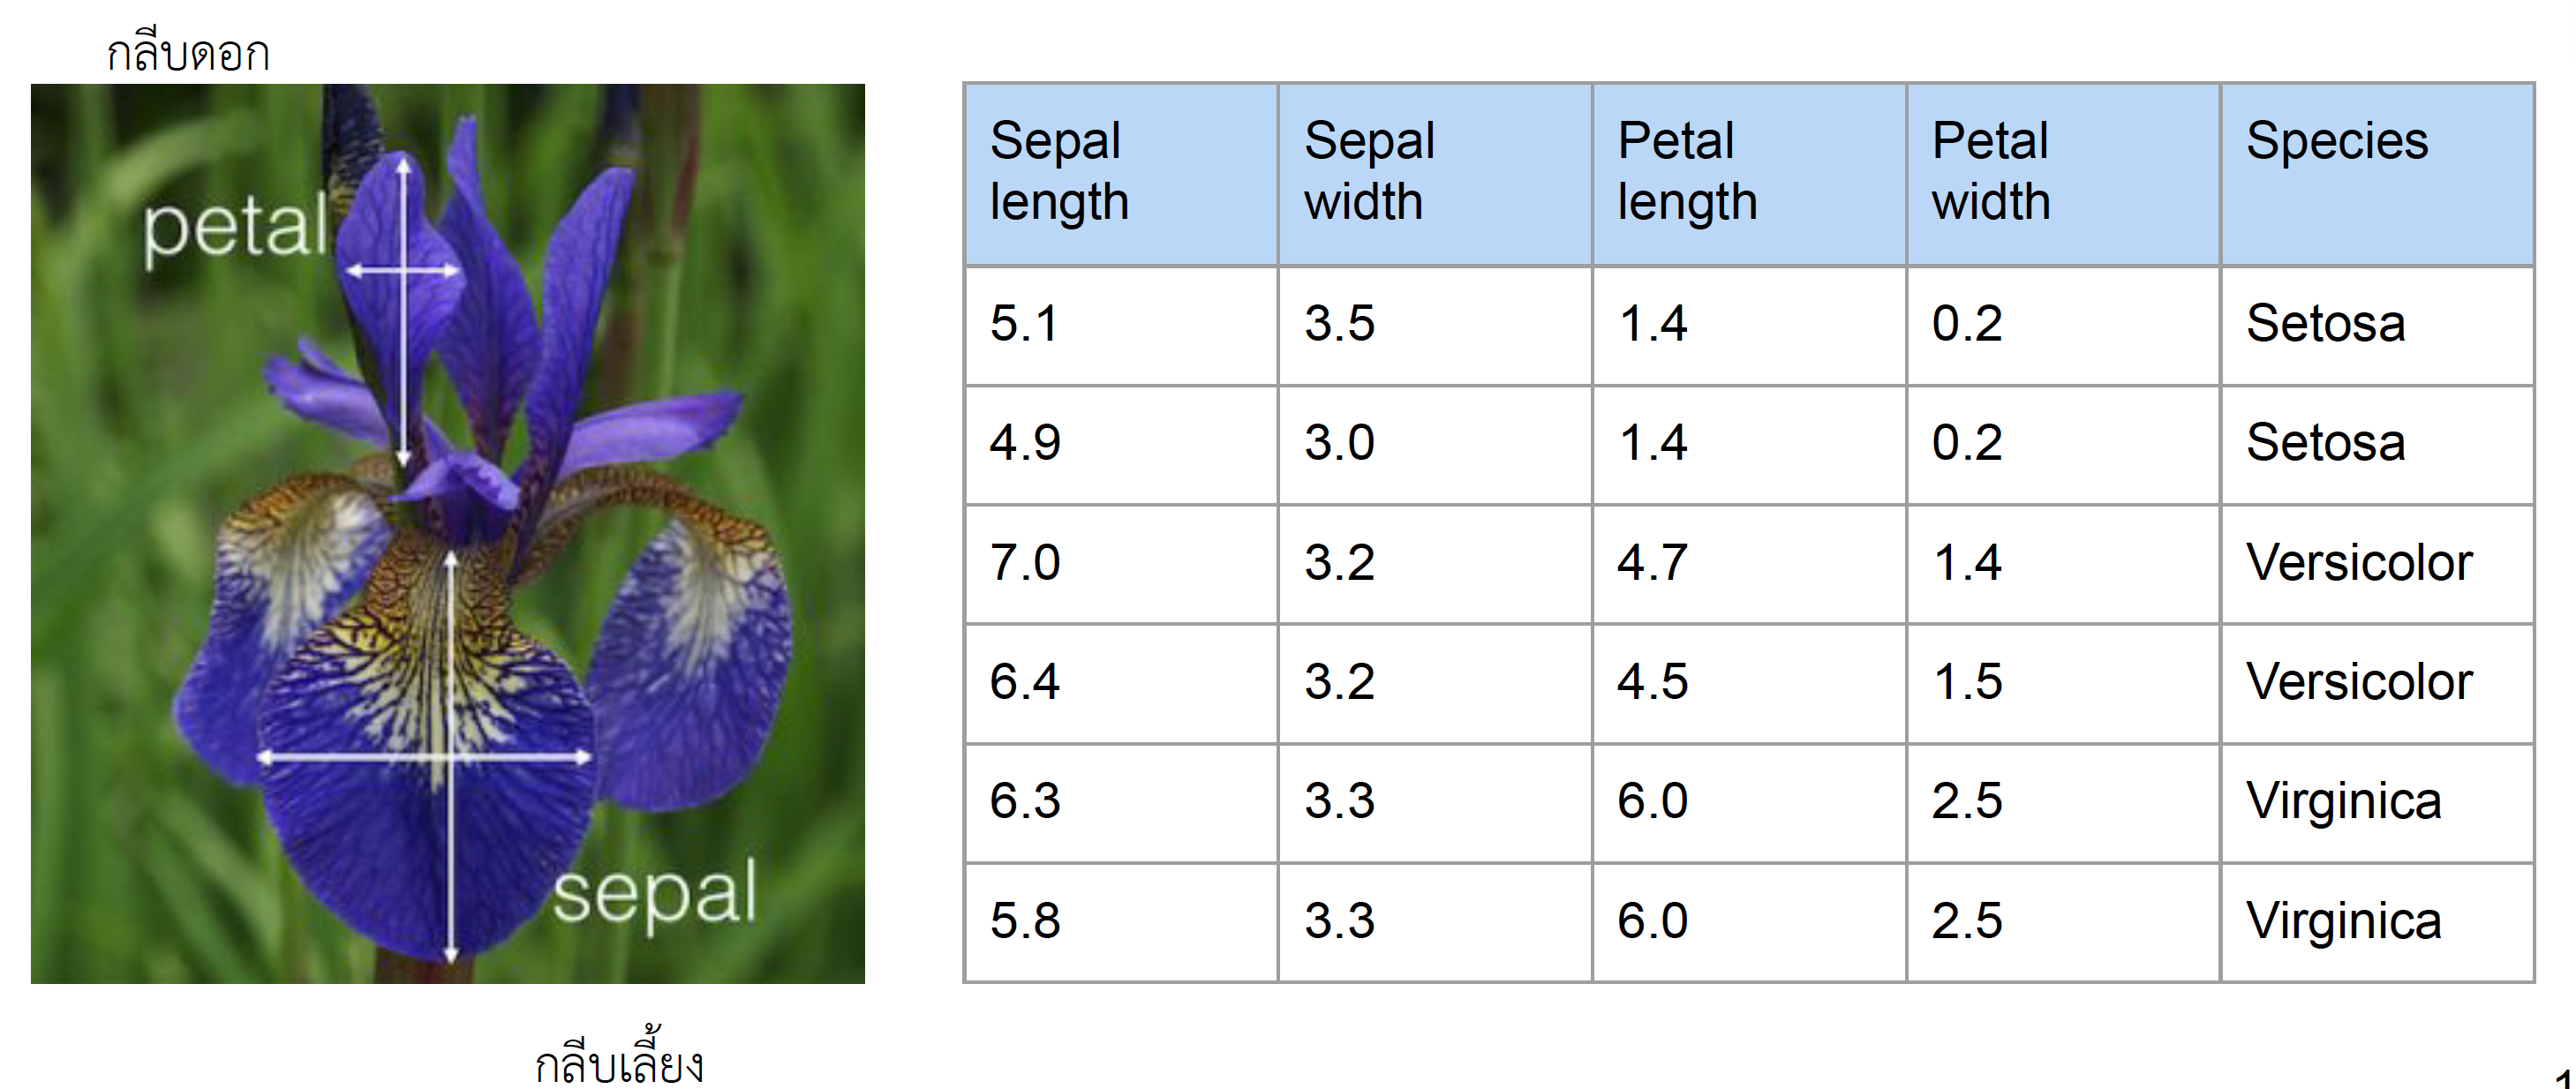 กลีบดอก
petal
sepal
กลีบเลี้ยง
Sepal length Sepal width Petal length Petal width Species
5.1 3.5 1.4 0.2 Setosa
4.9 3.0 1.4 0.2 Setosa
7.0 3.2 4.7 1.4 Versicolor
6.4 3.2 4.5 1.5 Versicolor
6.3 3.3 6.0 2.5 Virginica
5.8 3.3 6.0 2.5 Virginica